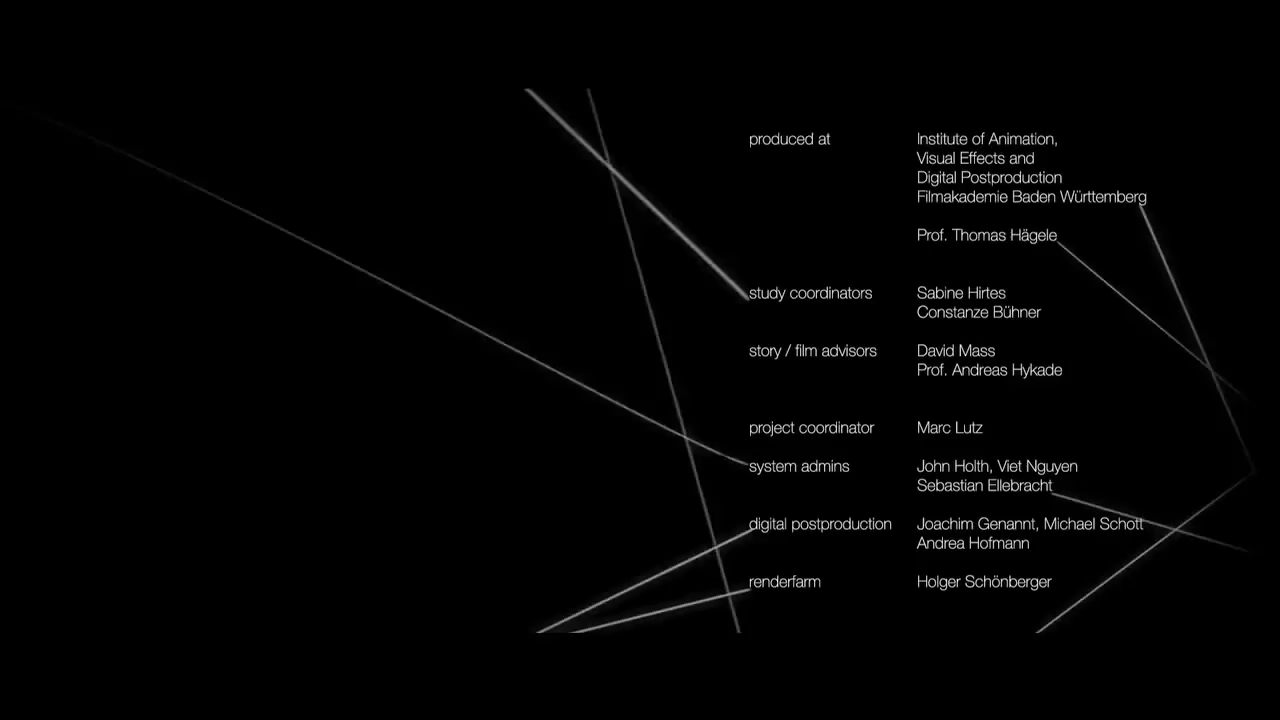 produced at Institute of Animation,
Visual Effects and
Digital Postproduction
Filmakademie Baden Württemberg
Prof. Thomas Hägele
study coordinators Sabine Hirtes
Constanze Bühner
story / film advisors David Mass
Prof. Andreas Hykade
project coordinator Marc Lutz
system admins John Holth, Viet Nguyen
Sebastian Ellebracht
digital postproduction Joachim Genannt, Michael Schott
Andrea Hofmann
renderfarm Holger Schönberger